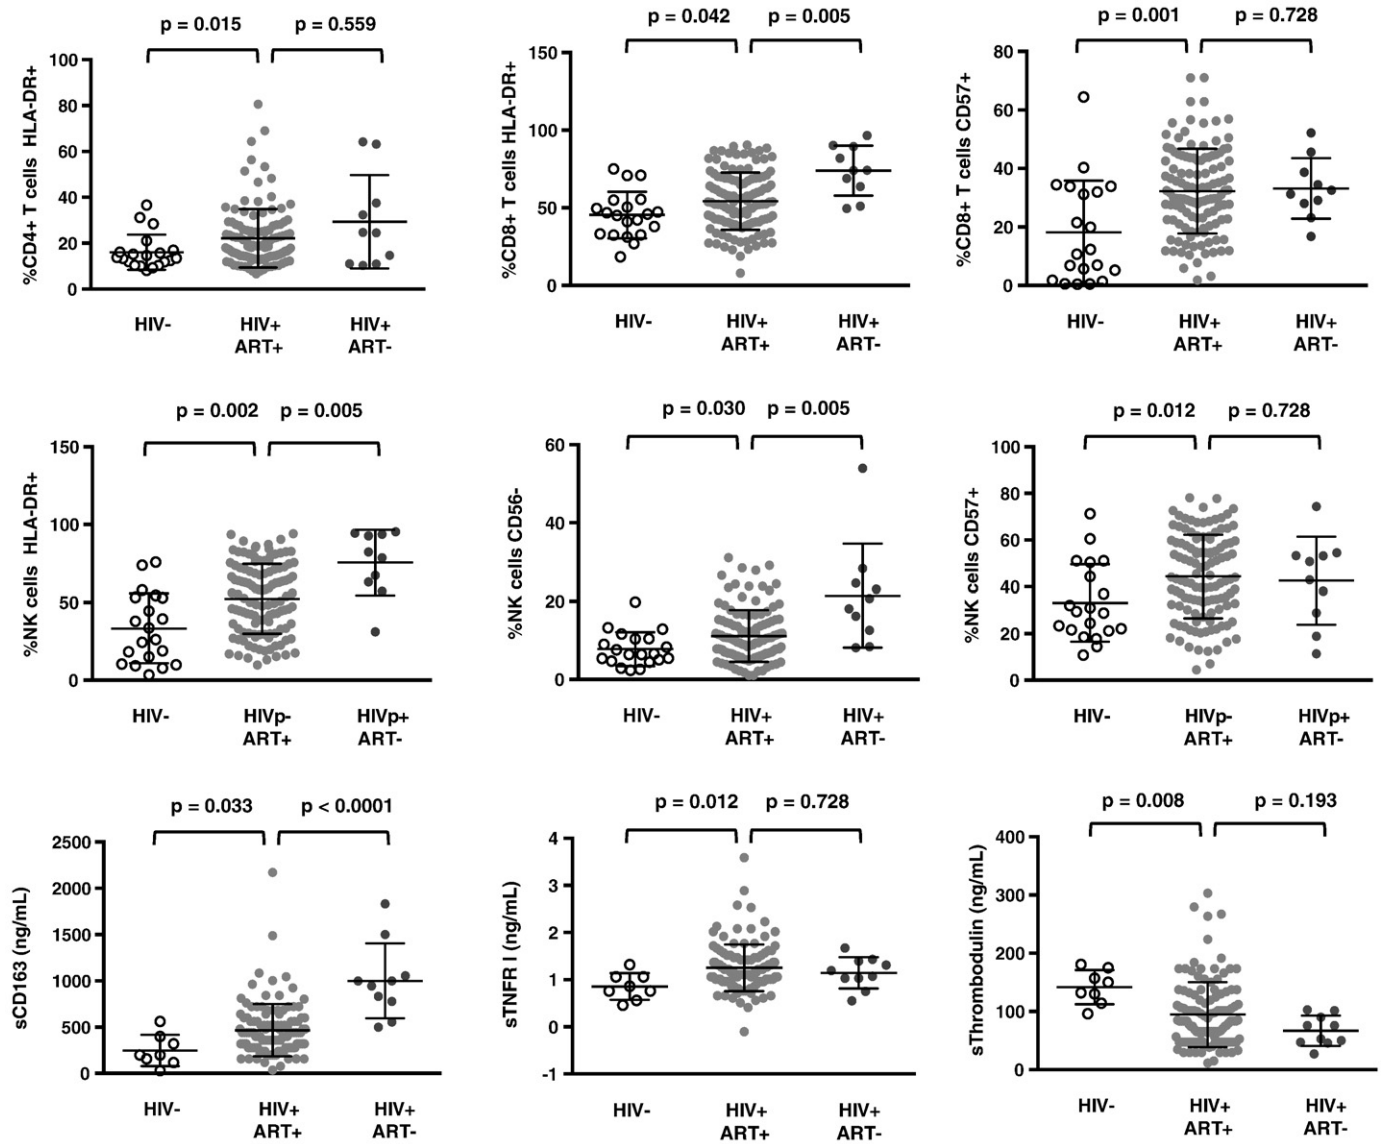 p = 0.015 p = 0.559
%CD4+ T cells HLA-DR+
100
80
60
40
20
0
HIV- HIV+ HIV+
ART+ ART-
p = 0.042 p = 0.005
%CD8+ T cells HLA-DR+
150
100
50
0
HIV- HIV+ HIV+
ART+ ART-
p = 0.001 p = 0.728
%CD8+ T cells CD57+
80
60
40
20
0
HIV- HIV+ HIV+
ART+ ART-
p = 0.002 p = 0.005
%NK cells HLA-DR+
150
100
50
0
HIV- HIVp- HIVp+
ART+ ART-
p = 0.030 p = 0.005
%NK cells CD56-
60
40
20
0
HIV- HIV+ HIV+
ART+ ART-
p = 0.012 p = 0.728
%NK cells CD57+
100
80
60
40
20
0
HIV- HIVp- HIVp+
ART+ ART-
p = 0.033 p < 0.0001
sCD163 (ng/mL)
2500
2000
1500
1000
500
0
HIV- HIV+ HIV+
ART+ ART-
p = 0.012 p = 0.728
sTNFR I (ng/mL)
4
3
2
1
0
-1
HIV- HIV+ HIV+
ART+ ART-
p = 0.008 p = 0.193
sThrombodulin (ng/mL)
400
300
200
100
0
HIV- HIV+ HIV+
ART+ ART-